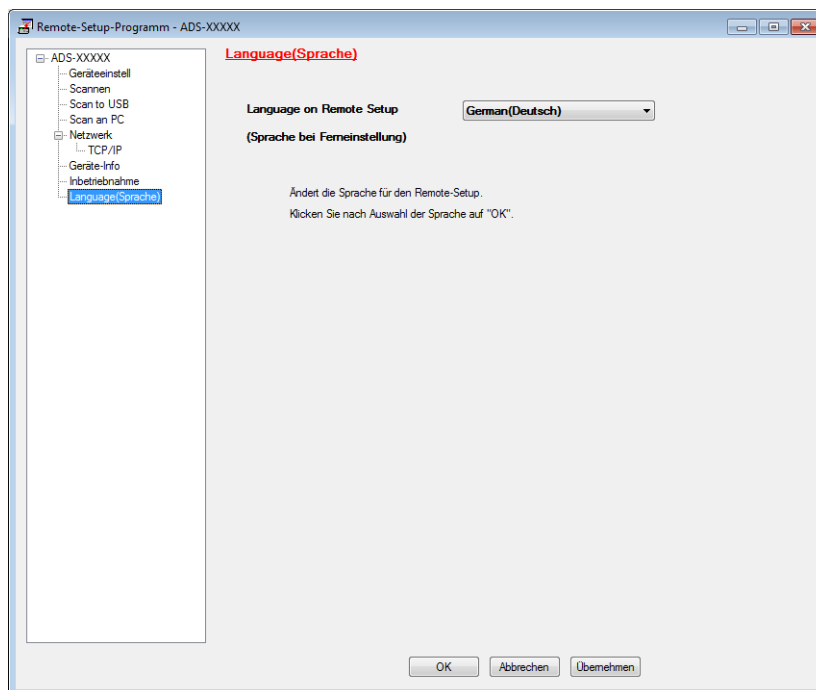 Remote-Setup-Programm - ADS-XXXXX
ADS-XXXXX
Geräteeinstell
Scannen
Scan to USB
Scan an PC
Netzwerk
TCP/IP
Geräte-Info
Inbetriebnahme
Language(Sprache)
Language(Sprache)
Language on Remote Setup
German(Deutsch)
(Sprache bei Ferneinstellung)
Ändert die Sprache für den Remote-Setup.
Klicken Sie nach Auswahl der Sprache auf "OK".
OK
Abbrechen
Übernehmen